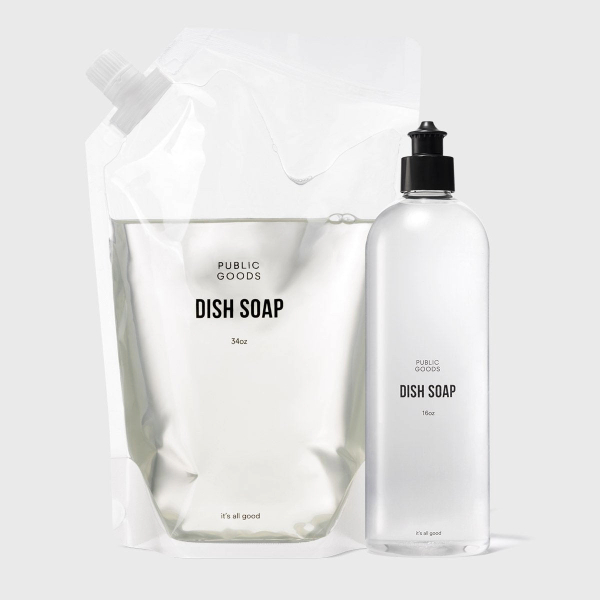 PUBLIC
GOODS
DISH SOAP
34oz
it's all good
PUBLIC
GOODS
DISH SOAP
16oz
it's all good